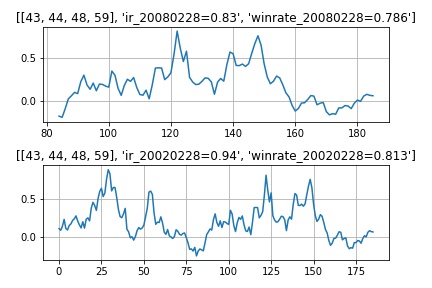 [[43, 44, 48, 59], 'ir_20080228=0.83', 'winrate_20080228=0.786']
0.5
0.0
80 100 120 140 160 180
[[43, 44, 48, 59], 'ir_20020228=0.94', 'winrate_20020228=0.813']
0.5
0.0
0 25 50 75 100 125 150 175